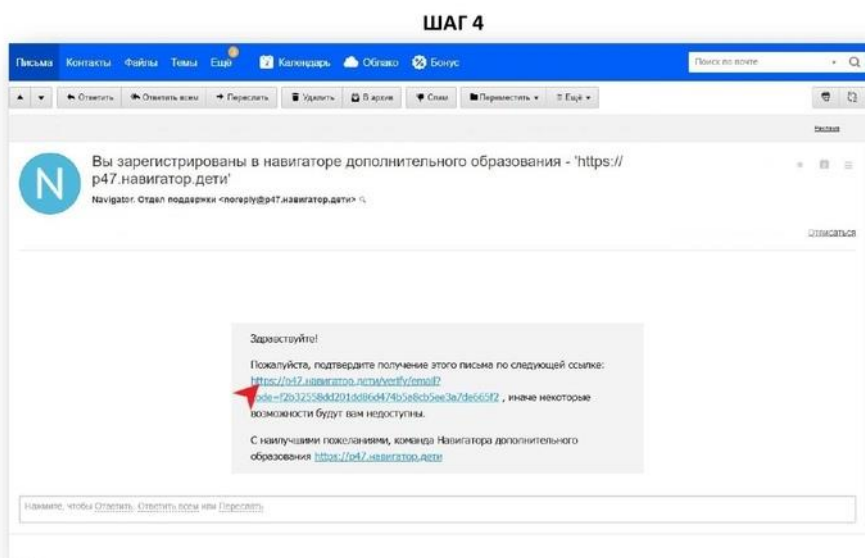 ШАГ 4
Письма Контакты Файлы Темы Ещё Календарь Облако Бонус Поиск по почте
Ответить Ответить всем Переслать Удалить В архив Спам Переместить Ещё
N
Вы зарегистрированы в навигаторе дополнительного образования - 'https://
р47.навигатор.дети'
Navigator. Отдел поддержки <noreply@р47.навигатор.дети>
Отписаться
Здравствуйте!
Пожалуйста, подтвердите получение этого письма по следующей ссылке:
https://р47.навигатор.дети/verify/email?
, иначе некоторые
возможности будут вам недоступны.
С наилучшими пожеланиями, команда Навигатора дополнительного
образования https://р47.навигатор.дети
Нажмите, чтобы Ответить, Ответить всем или Переслать